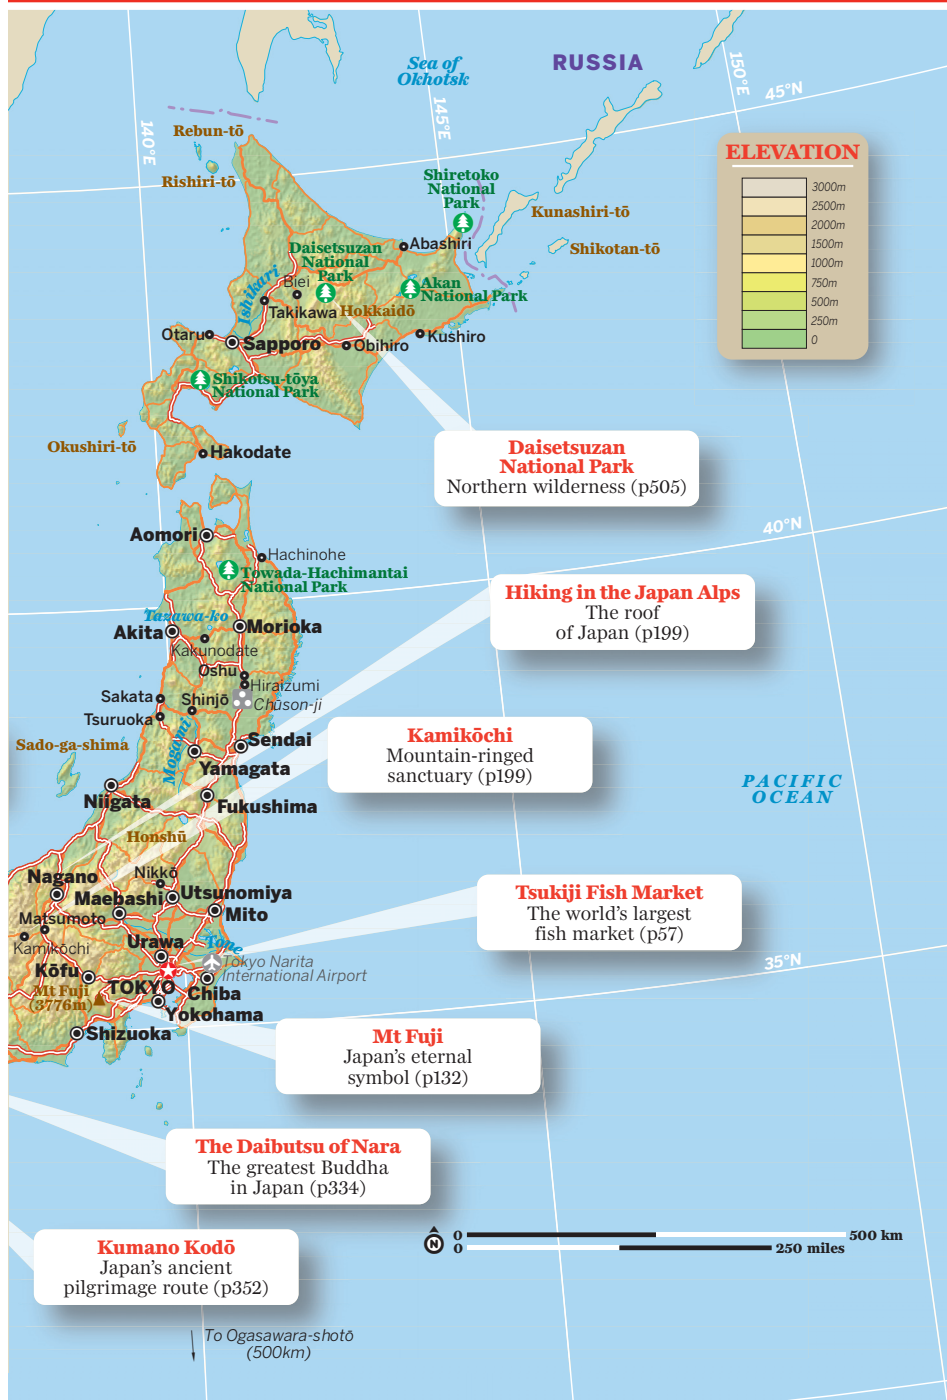 Sea of
Okhotsk
RUSSIA
150°E
45°N
145°E
140°E
Rebun-tō
Rishiri-tō
ELEVATION
3000m
2500m
2000m
1500m
1000m
750m
500m
250m
0
Shiretoko
National
Park
Kunashiri-tō
Shikotan-tō
Abashiri
Daisetsuzan
National
Park
Biei
Akan
National Park
Ishikari
Takikawa
Hokkaidō
Otaru
Sapporo
Obihiro
Kushiro
Shikotsu-tōya
National Park
Okushiri-tō
Hakodate
Daisetsuzan
National Park
Northern wilderness (p505)
40°N
Aomori
Hachinohe
Towada-Hachimantai
National Park
Hiking in the Japan Alps
The roof
of Japan (p199)
Tazawa-ko
Akita
Morioka
Kakunodate
Ōshu
Hiraizumi
Chūson-ji
Sakata
Shinjō
Tsuruoka
Mogami
Sado-ga-shima
Sendai
Yamagata
Kamikōchi
Mountain-ringed
sanctuary (p199)
Niigata
Fukushima
PACIFIC
OCEAN
Honshū
Nagano
Nikkō
Maebashi
Utsunomiya
Mito
Matsumoto
Kamikōchi
Urawa
Tone
Tsukiji Fish Market
The world's largest
fish market (p57)
35°N
Tokyo Narita
International Airport
Kōfu
TOKYO
Chiba
Mt Fuji
(3776m)
Yokohama
Shizuoka
Mt Fuji
Japan's eternal
symbol (p132)
The Daibutsu of Nara
The greatest Buddha
in Japan (p334)
Kumano Kodō
Japan's ancient
pilgrimage route (p352)
N
0
500 km
0
250 miles
To Ogasawara-shotō
(500km)